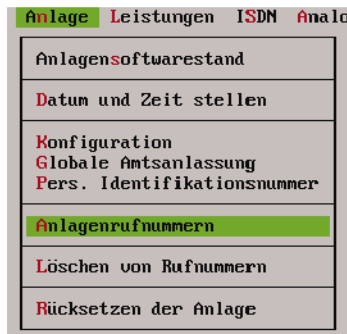 Anlage Leistungen ISDN Analo
Anlagensoftwarestand
Datum und Zeit stellen
Konfiguration
Globale Amtsanlassung
Pers. Identifikationsnummer
Anlagenrufnummern
Löschen von Rufnummern
Rücksetzen der Anlage